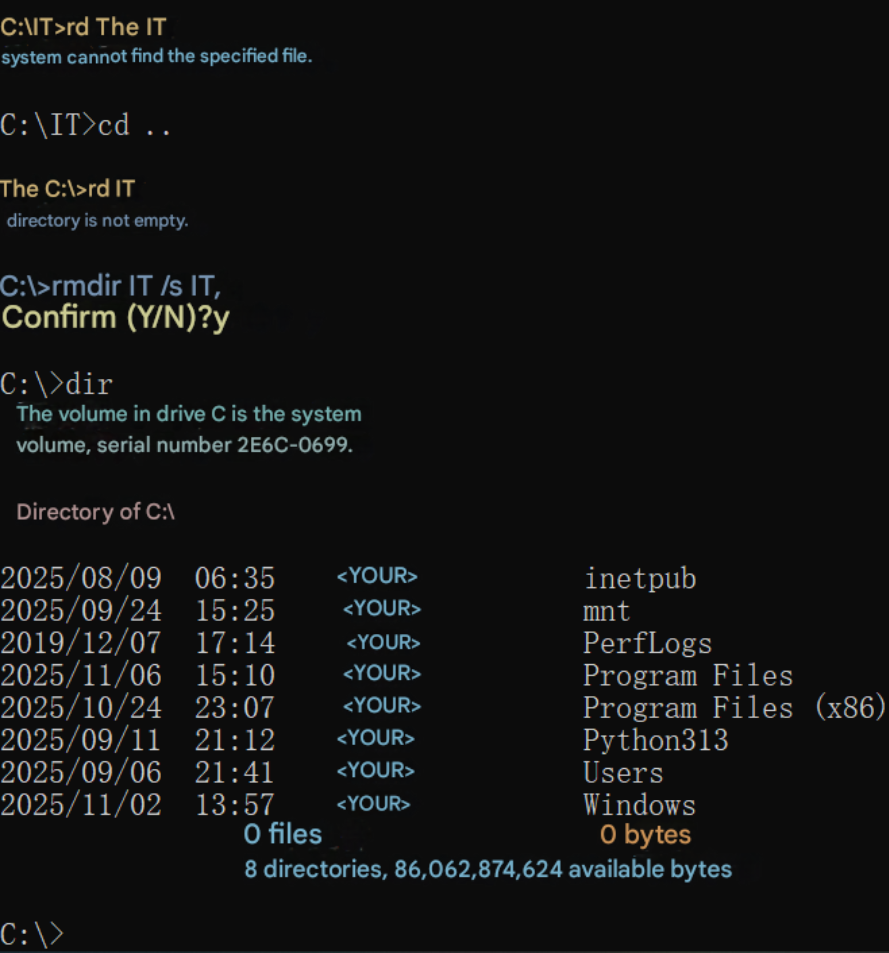 C:\IT>rd The IT
system cannot find the specified file.
C:\IT>cd ..
The C:\>rd IT
directory is not empty.
C:\>rmdir IT /s IT,
Confirm (Y/N)?y
C:\>dir
The volume in drive C is the system
volume, serial number 2E6C-0699.
Directory of C:\
2025/08/09 06:35 <YOUR> inetpub
2025/09/24 15:25 <YOUR> mnt
2019/12/07 17:14 <YOUR> PerfLogs
2025/11/06 15:10 <YOUR> Program Files
2025/10/24 23:07 <YOUR> Program Files (x86)
2025/09/11 21:12 <YOUR> Python313
2025/09/06 21:41 <YOUR> Users
2025/11/02 13:57 <YOUR> Windows
0 files 0 bytes
8 directories, 86,062,874,624 available bytes
C:\>